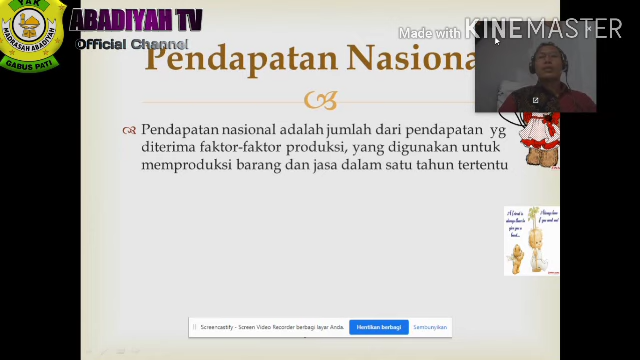 YAK
MADRASAH ABADIYAH
GABUS PATI
ABADIYAH TV
Official Channel
Made with KINEMASTER
Pendapatan Nasiona
Pendapatan nasional adalah jumlah dari pendapatan yg
diterima faktor-faktor produksi, yang digunakan untuk
memproduksi barang dan jasa dalam satu tahun tertentu
Screencastify - Screen Video Recorder berbagi layar Anda.
Hentikan berbagi
Sembunyikan